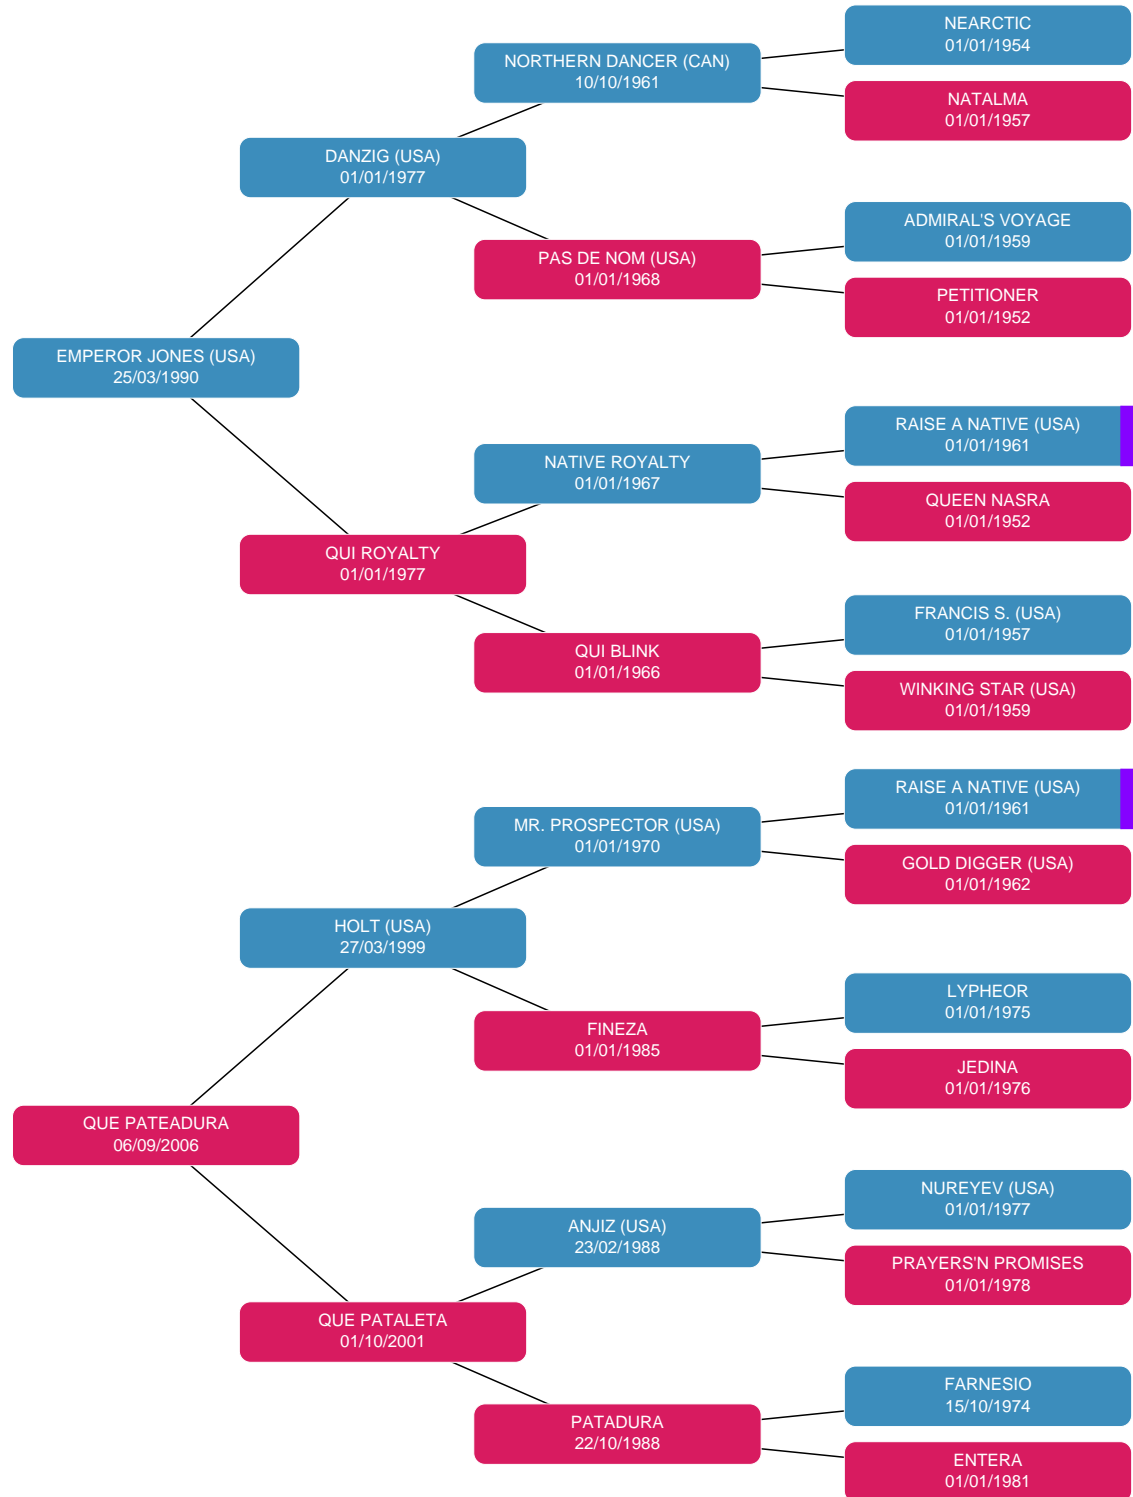 NEARCTIC
01/01/1954
NORTHERN DANCER (CAN)
10/10/1961
NATALMA
01/01/1957
DANZIG (USA)
01/01/1977
ADMIRAL'S VOYAGE
01/01/1959
PAS DE NOM (USA)
01/01/1968
PETITIONER
01/01/1952
EMPEROR JONES (USA)
25/03/1990
RAISE A NATIVE (USA)
01/01/1961
NATIVE ROYALTY
01/01/1967
QUEEN NASRA
01/01/1952
QUI ROYALTY
01/01/1977
FRANCIS S. (USA)
01/01/1957
QUI BLINK
01/01/1966
WINKING STAR (USA)
01/01/1959
RAISE A NATIVE (USA)
01/01/1961
MR. PROSPECTOR (USA)
01/01/1970
GOLD DIGGER (USA)
01/01/1962
HOLT (USA)
27/03/1999
LYPHEOR
01/01/1975
FINEZA
01/01/1985
JEDINA
01/01/1976
QUE PATEADURA
06/09/2006
NUREYEV (USA)
01/01/1977
ANJIZ (USA)
23/02/1988
PRAYERS'N PROMISES
01/01/1978
QUE PATALETA
01/10/2001
FARNESIO
15/10/1974
PATADURA
22/10/1988
ENTERA
01/01/1981